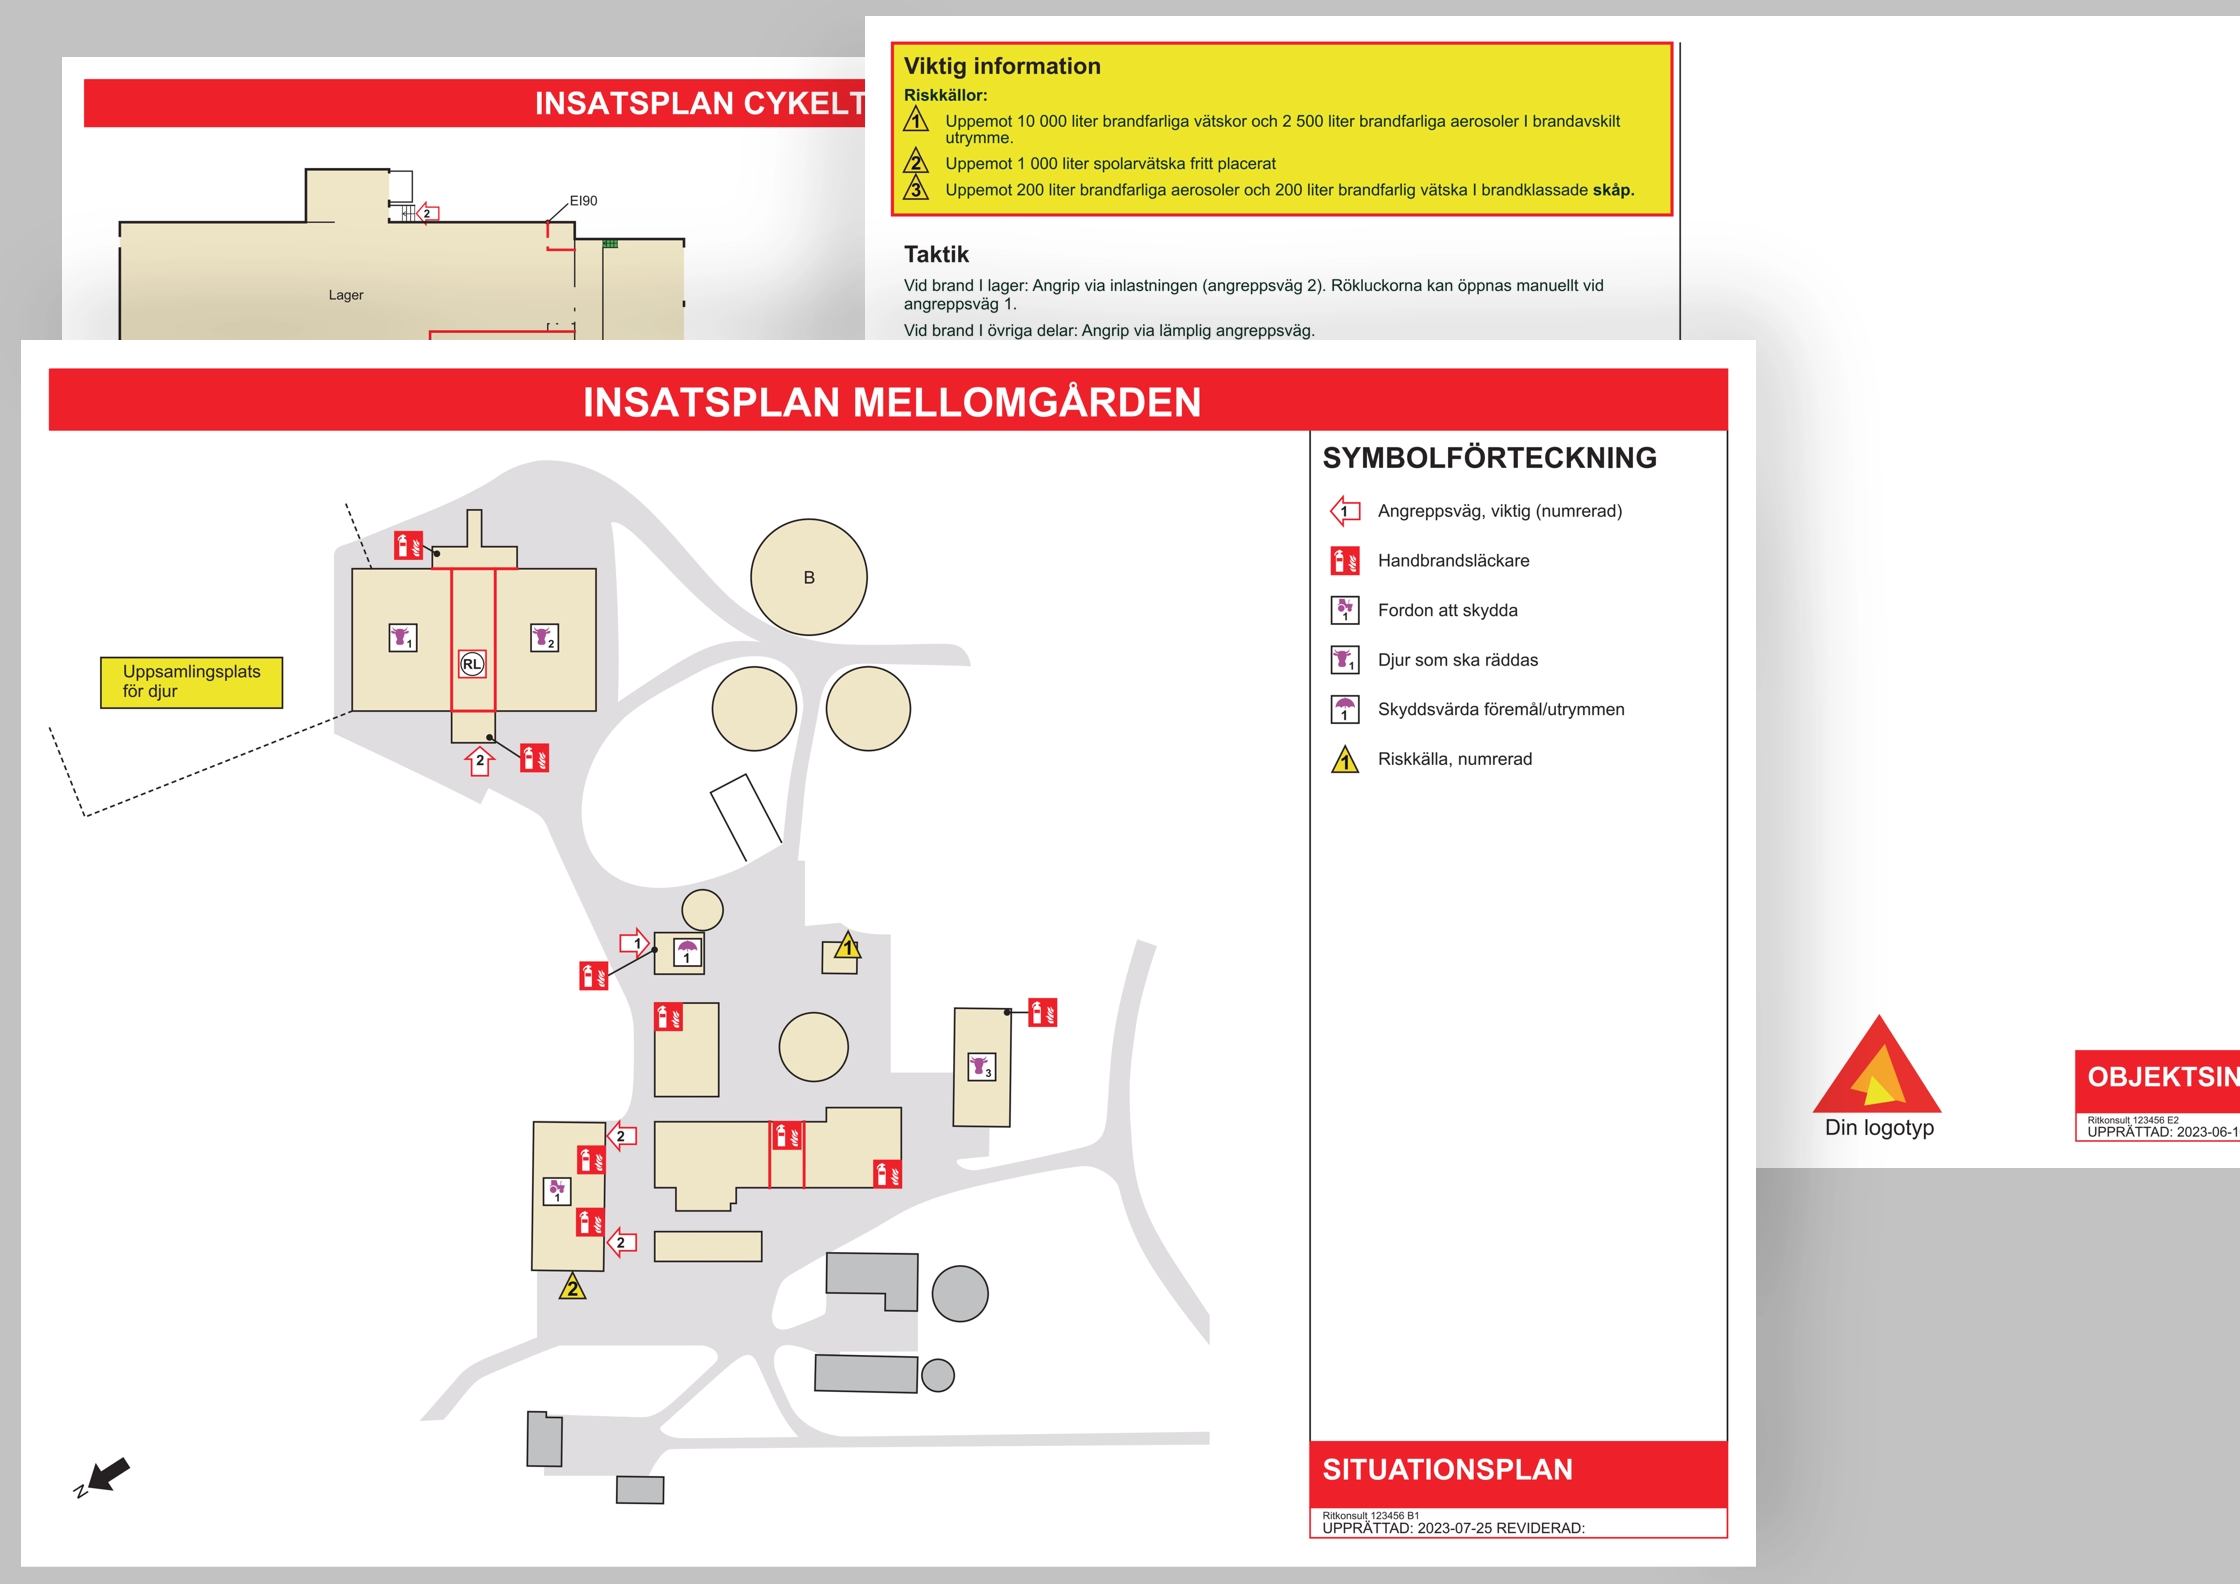 INSATSPLAN CYKELT
EI90
2
Lager
Viktig information
Riskkällor:
1 Uppemot 10 000 liter brandfarliga vätskor och 2 500 liter brandfarliga aerosoler I brandavskilt
utrymme.
2 Uppemot 1 000 liter spolarvätska fritt placerat
3 Uppemot 200 liter brandfarliga aerosoler och 200 liter brandfarlig vätska I brandklassade skåp.
Taktik
Vid brand I lager: Angrip via inlastningen (angreppsväg 2). Rökluckorna kan öppnas manuellt vid
angreppsväg 1.
Vid brand I övriga delar: Angrip via lämplig angreppsväg.
INSATSPLAN MELLOMGÅRDEN
B
1
2
RL
Uppsamlingsplats
för djur
2
1
1
1
3
2
1
2
2
N
SYMBOLFÖRTECKNING
1 Angreppsväg, viktig (numrerad)
Handbrandsläckare
1 Fordon att skydda
1 Djur som ska räddas
1 Skyddsvärda föremål/utrymmen
1 Riskkälla, numrerad
SITUATIONSPLAN
Ritkonsult 123456 B1
UPPRÄTTAD: 2023-07-25 REVIDERAD:
Din logotyp
OBJEKTSIN
Ritkonsult 123456 E2
UPPRÄTTAD: 2023-06-1